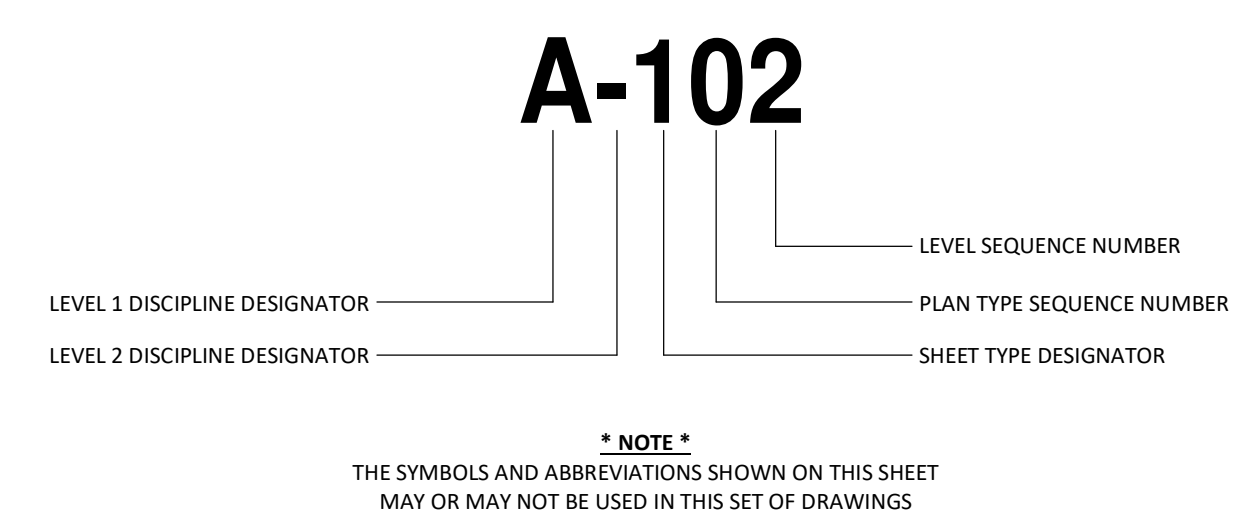 A-102
LEVEL SEQUENCE NUMBER
LEVEL 1 DISCIPLINE DESIGNATOR
PLAN TYPE SEQUENCE NUMBER
LEVEL 2 DISCIPLINE DESIGNATOR
SHEET TYPE DESIGNATOR
* NOTE *
THE SYMBOLS AND ABBREVIATIONS SHOWN ON THIS SHEET
MAY OR MAY NOT BE USED IN THIS SET OF DRAWINGS